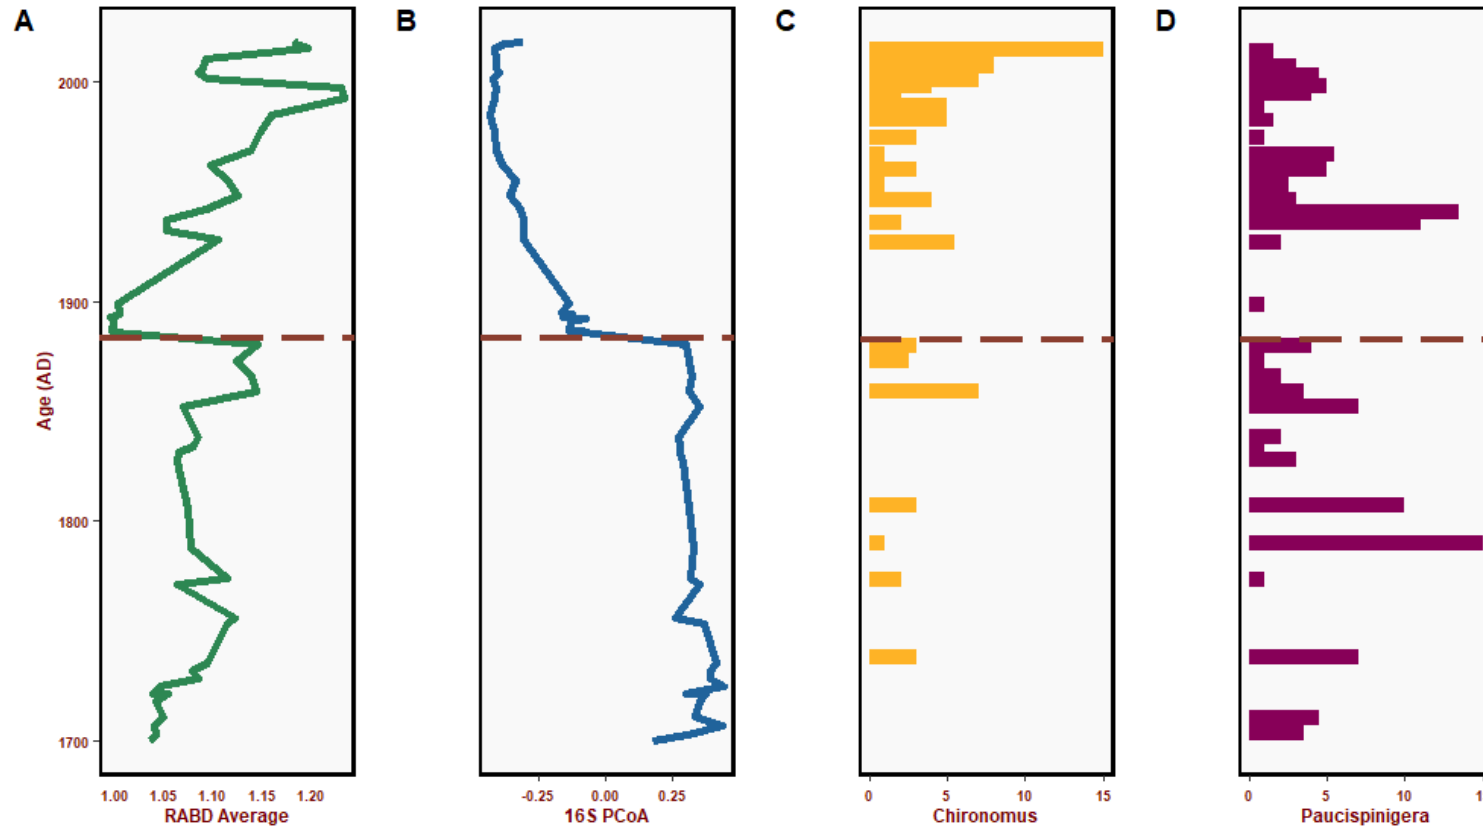 A
B
C
D
Age (AD)
2000
1900
1800
1700
1.00 1.05 1.10 1.15 1.20
RABD Average
-0.25 0.00 0.25
16S PCoA
0 5 10 15
Chironomus
0 5 10 15
Paucispinigera